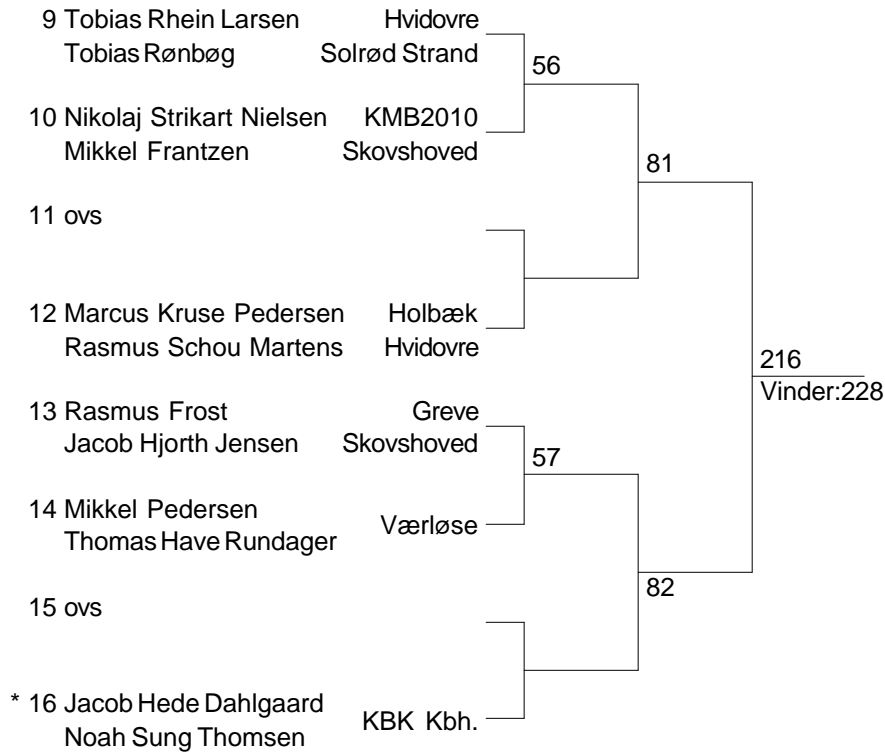 9 Tobias Rhein Larsen Hvidovre
Tobias Rønbøg Solrød Strand
56
10 Nikolaj Strikart Nielsen KMB2010
Mikkel Frantzen Skovshoved
81
11 ovs
12 Marcus Kruse Pedersen Holbæk
Rasmus Schou Martens Hvidovre
216
Vinder:228
13 Rasmus Frost Greve
Jacob Hjorth Jensen Skovshoved
57
14 Mikkel Pedersen
Værløse
Thomas Have Rundager
82
15 ovs
* 16 Jacob Hede Dahlgaard
KBK Kbh.
Noah Sung Thomsen